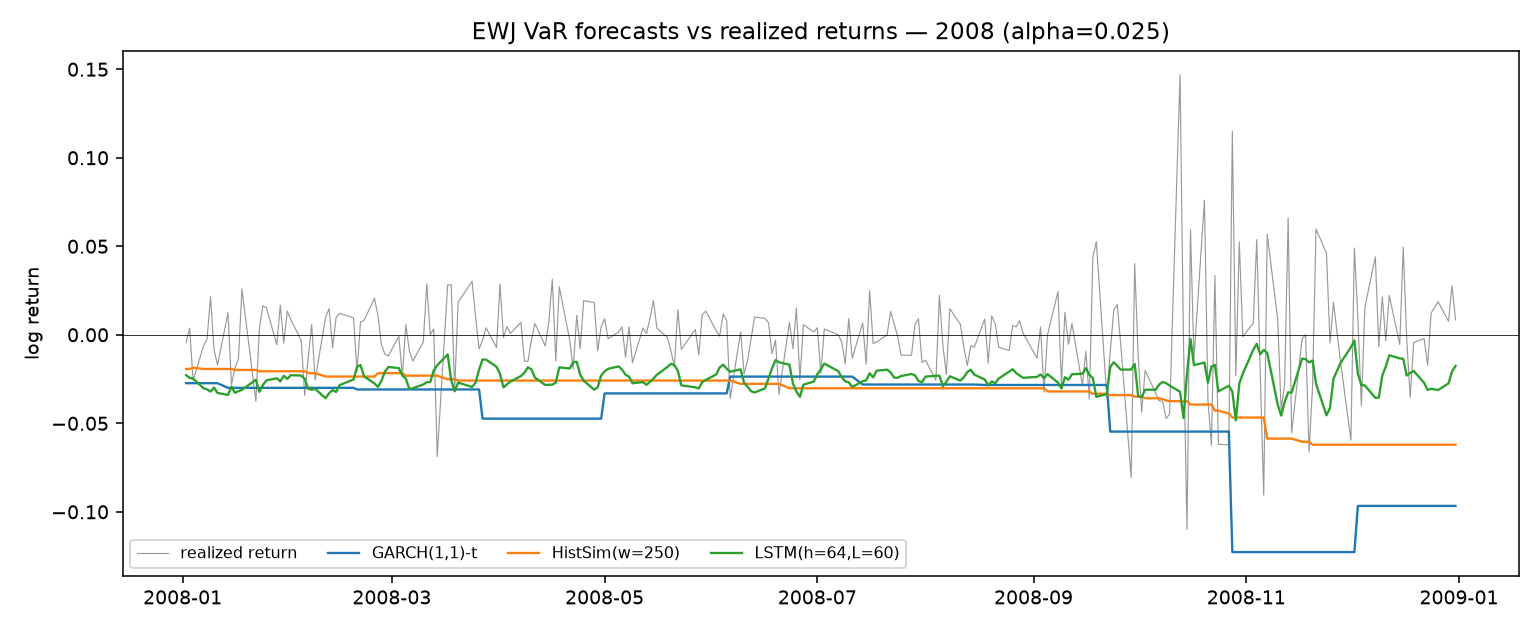 EWJ VaR forecasts vs realized returns — 2008 (alpha=0.025)
log return
0.15
0.10
0.05
0.00
−0.05
−0.10
realized return GARCH(1,1)-t HistSim(w=250) LSTM(h=64,L=60)
2008-01 2008-03 2008-05 2008-07 2008-09 2008-11 2009-01